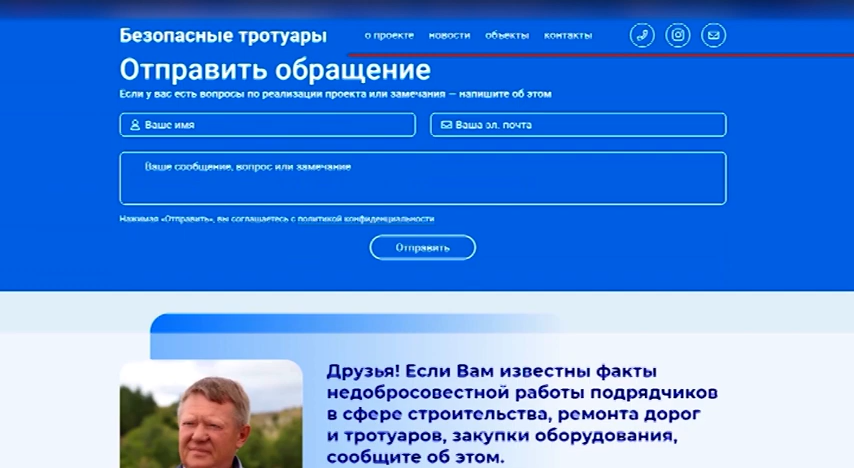 Безопасные тротуары
о проекте новости объекты контакты
Отправить обращение
Если у вас есть вопросы по реализации проекта или замечания — напишите об этом
Ваше имя
Ваша эл. почта
Ваше сообщение, вопрос или замечание
Нажимая «Отправить», вы соглашаетесь с политикой конфиденциальности
Отправить
Друзья! Если Вам известны факты
недобросовестной работы подрядчиков
в сфере строительства, ремонта дорог
и тротуаров, закупки оборудования,
сообщите об этом.